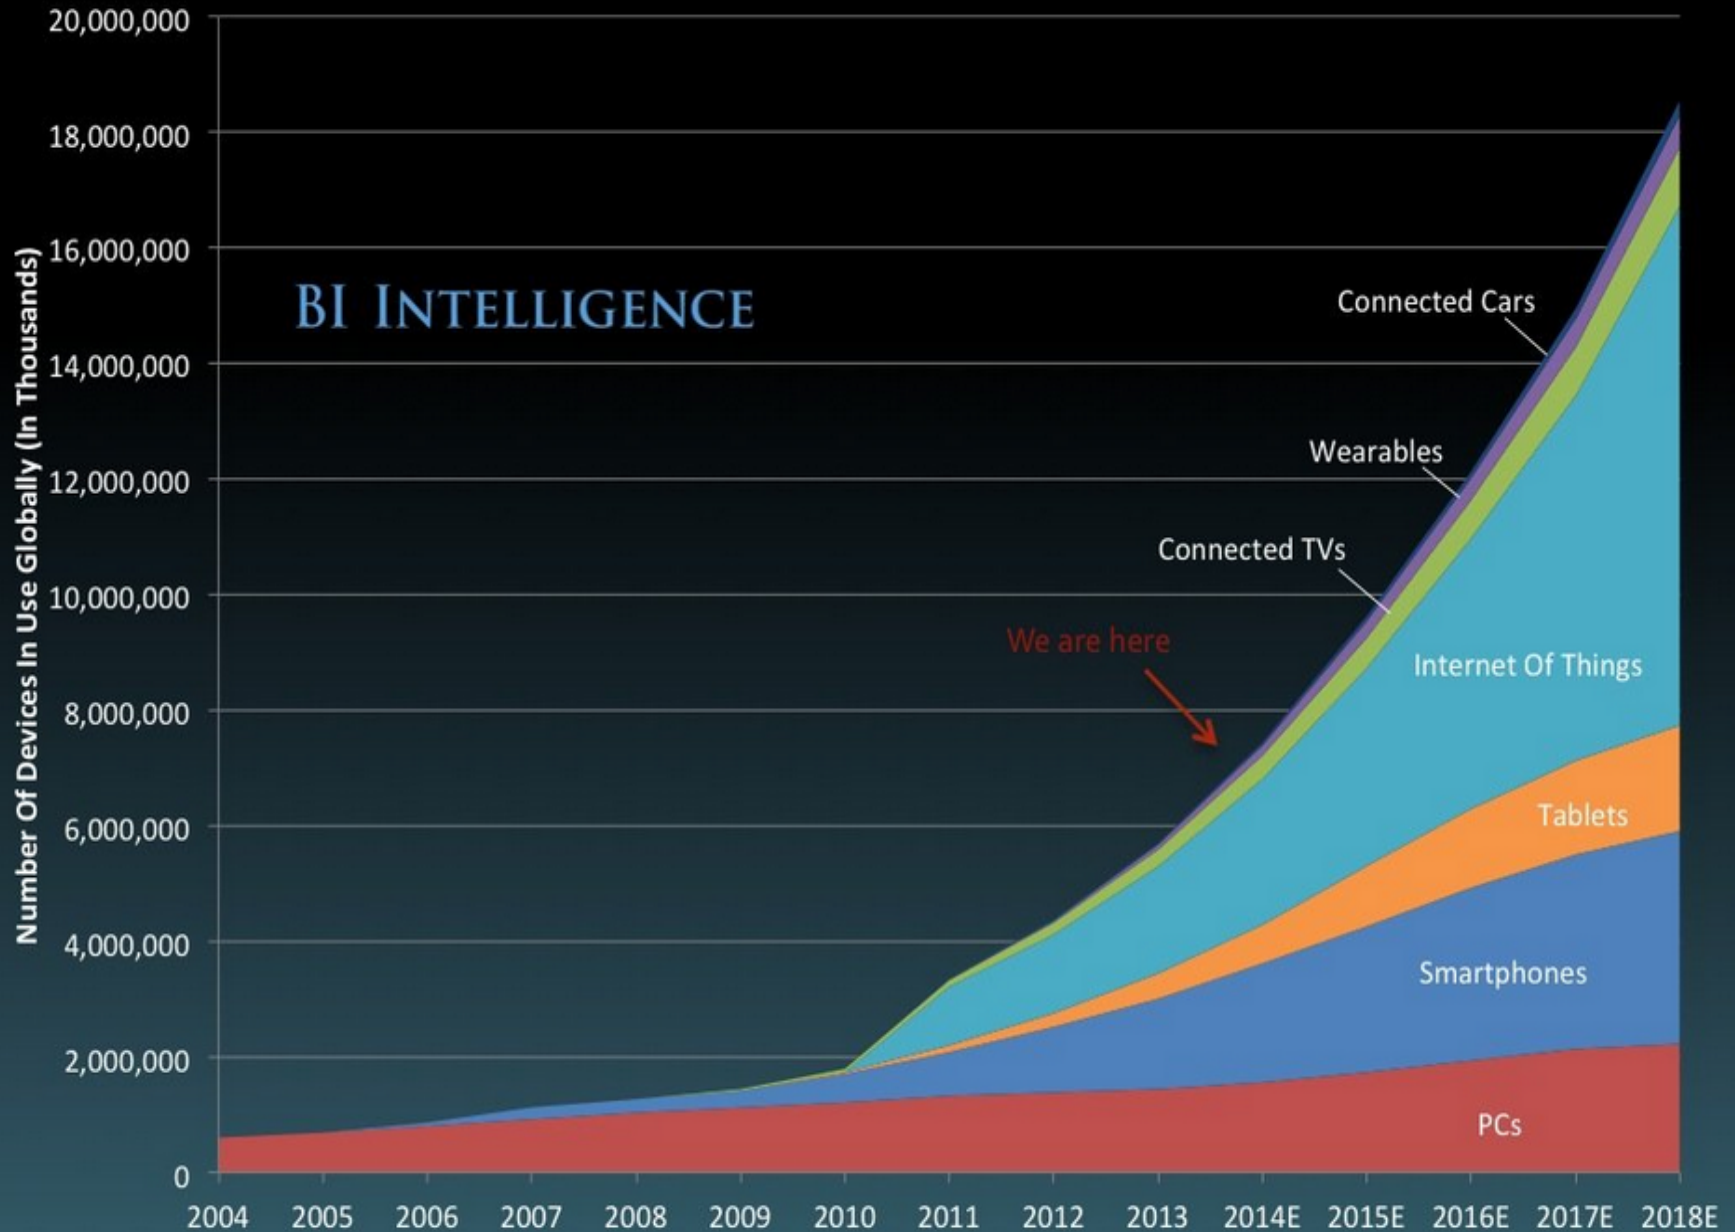 20,000,000
18,000,000
16,000,000
14,000,000
12,000,000
10,000,000
8,000,000
6,000,000
4,000,000
2,000,000
0
Number Of Devices In Use Globally (In Thousands)
BI INTELLIGENCE
Connected Cars
Wearables
Connected TVs
We are here
Internet Of Things
Tablets
Smartphones
PCs
2004 2005 2006 2007 2008 2009 2010 2011 2012 2013 2014E 2015E 2016E 2017E 2018E